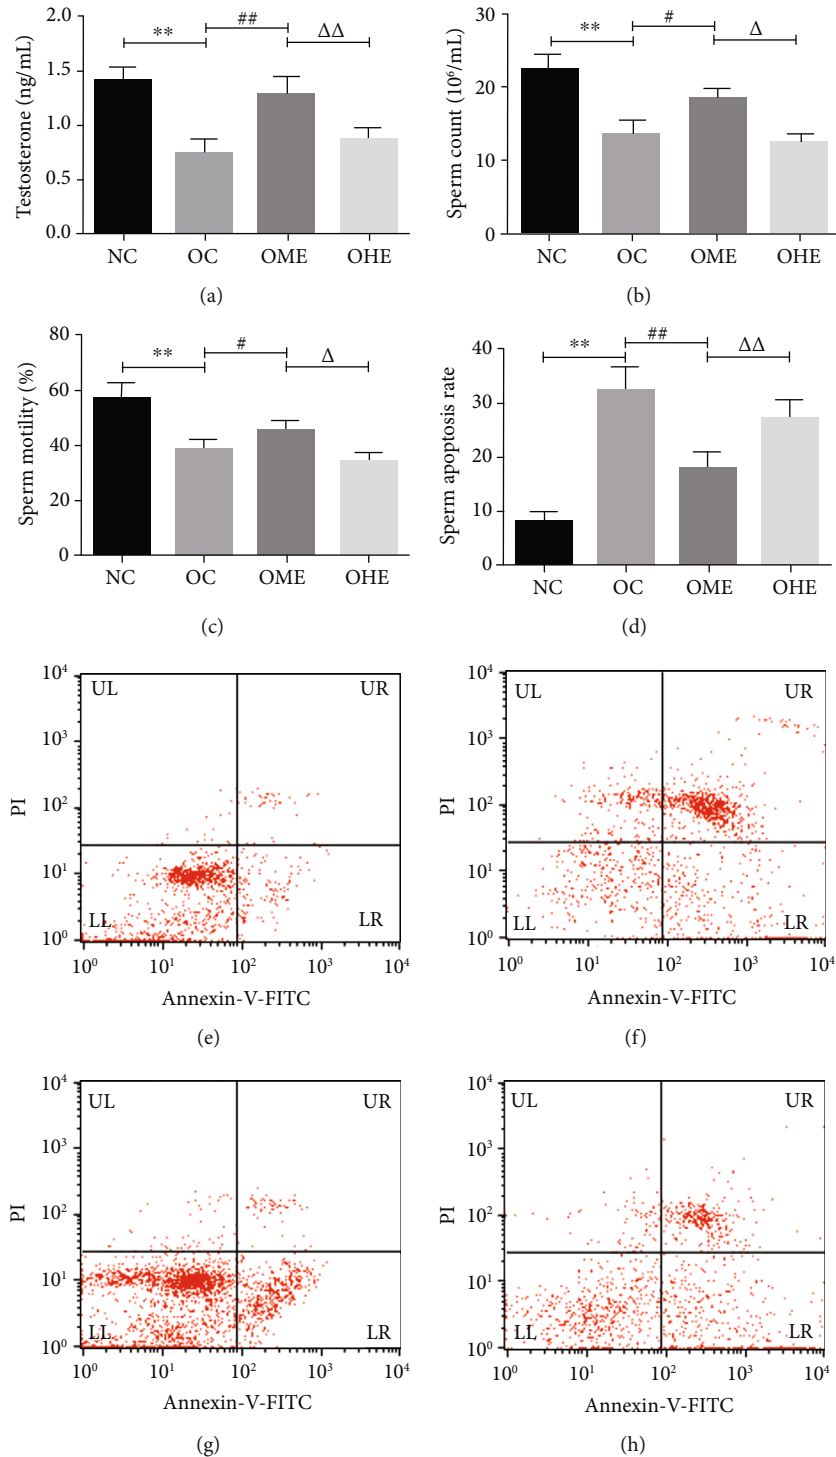 2.0
1.5
1.0
0.5
0.0
Testosterone (ng/mL)
** ## ΔΔ
NC OC OME OHE
(a)
30
20
10
0
Sperm count (10⁶/mL)
** # Δ
NC OC OME OHE
(b)
80
60
40
20
0
Sperm motility (%)
** # Δ
NC OC OME OHE
(c)
40
30
20
10
0
Sperm apoptosis rate
** ## ΔΔ
NC OC OME OHE
(d)
10⁴
10³
10²
10¹
10⁰
PI
UL UR
LL LR
10⁰ 10¹ 10² 10³ 10⁴
Annexin-V-FITC
(e)
10⁴
10³
10²
10¹
10⁰
PI
UL UR
LL LR
10⁰ 10¹ 10² 10³ 10⁴
Annexin-V-FITC
(f)
10⁴
10³
10²
10¹
10⁰
PI
UL UR
LL LR
10⁰ 10¹ 10² 10³ 10⁴
Annexin-V-FITC
(g)
10⁴
10³
10²
10¹
10⁰
PI
UL UR
LL LR
10⁰ 10¹ 10² 10³ 10⁴
Annexin-V-FITC
(h)